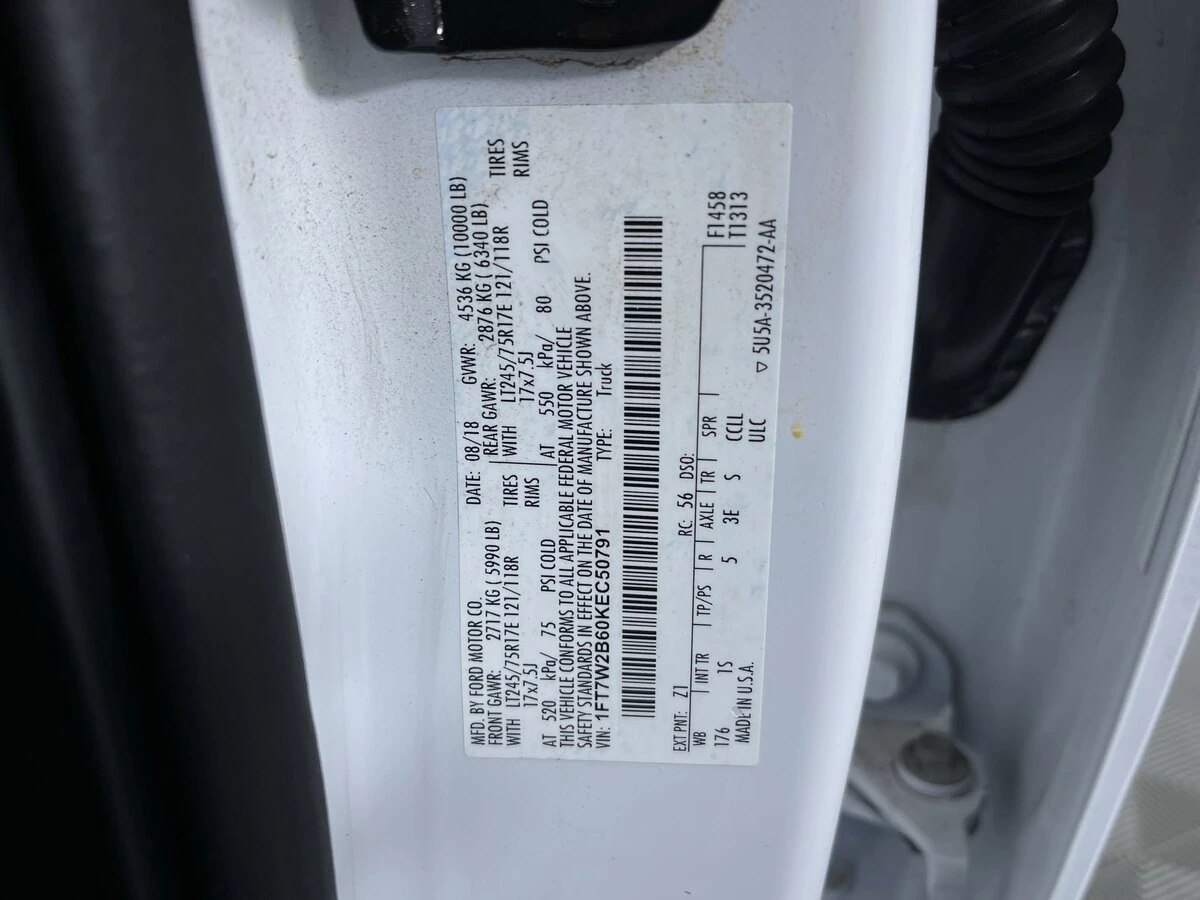 MFD. BY FORD MOTOR CO.
DATE: 08/18 GVWR: 4536 KG (10000 LB)
FRONT GAWR: 2717 KG ( 5990 LB)
REAR GAWR: 2876 KG ( 6340 LB)
WITH LT245/75R17E 121/118R TIRES
WITH LT245/75R17E 121/118R TIRES
17x7.5J RIMS
17x7.5J RIMS
AT 520 kPa/ 75 PSI COLD
AT 550 kPa/ 80 PSI COLD
THIS VEHICLE CONFORMS TO ALL APPLICABLE FEDERAL MOTOR VEHICLE
SAFETY STANDARDS IN EFFECT ON THE DATE OF MANUFACTURE SHOWN ABOVE.
VIN: 1FT7W2B60KEC50791 TYPE: Truck
EXT PNT: Z1 RC: 56 DSO:
F1458
WB INT TR TP/PS R AXLE TR SPR
T1313
176 1S 5 3E S CCLL
ULC
MADE IN U.S.A.
▽ 5U5A-3520472-AA